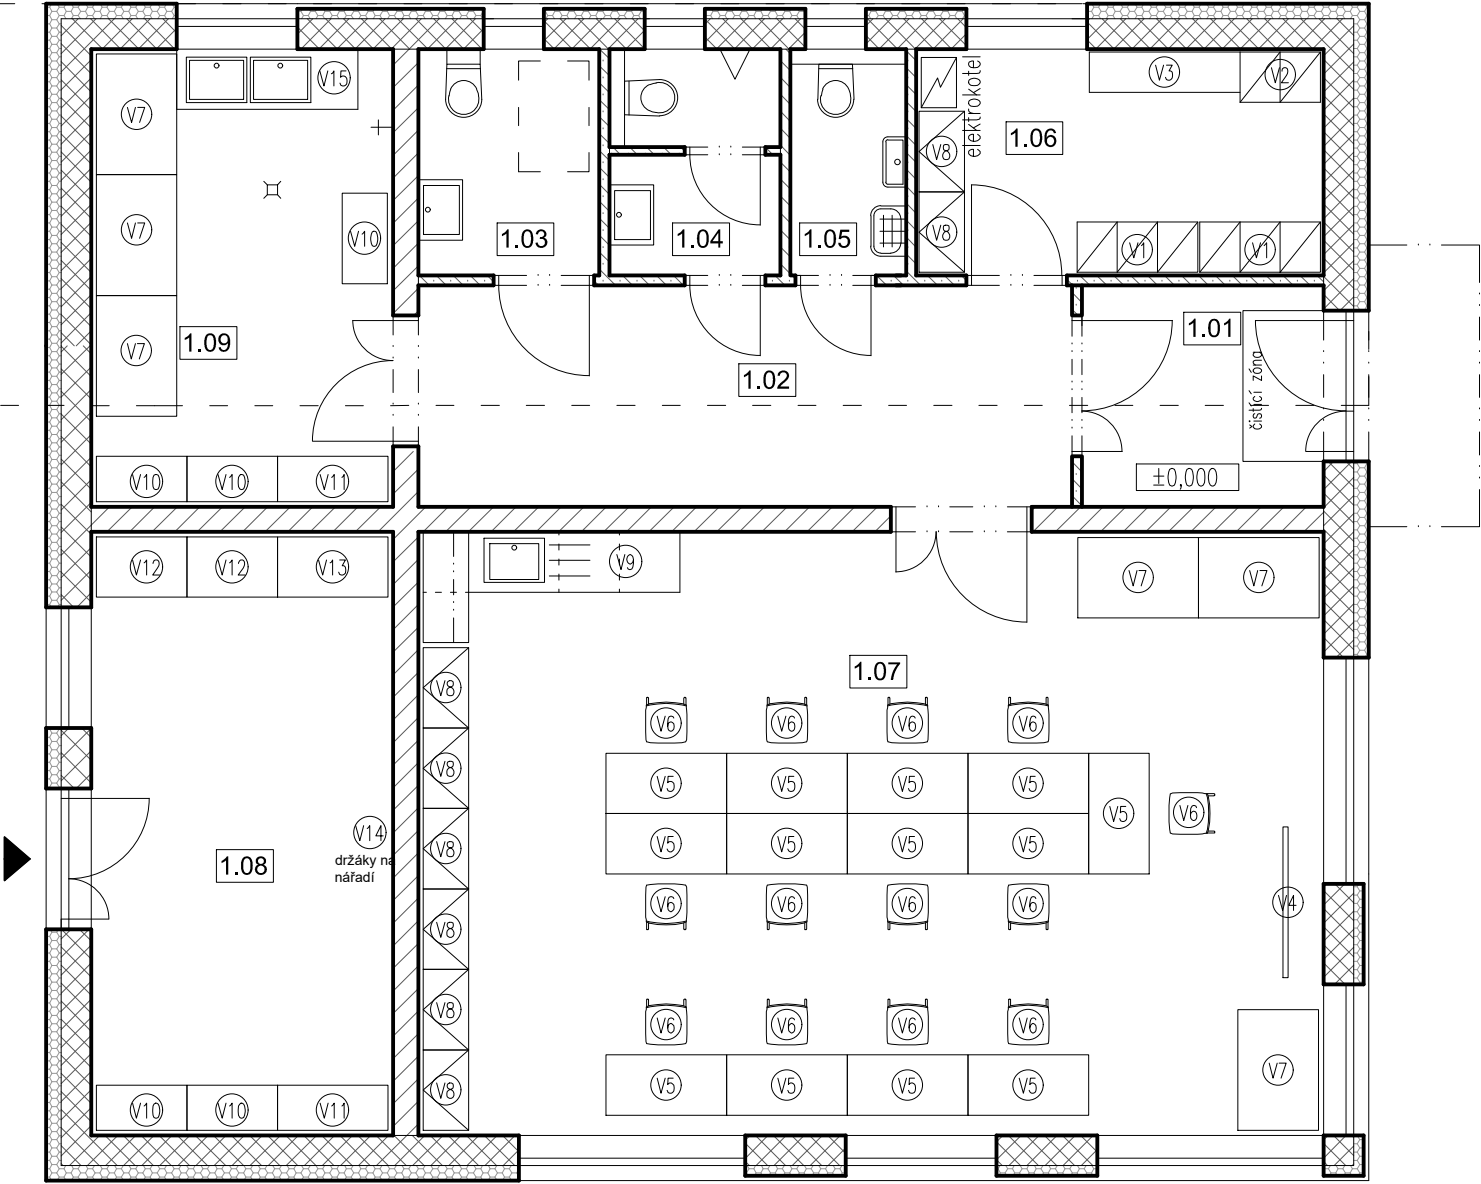 V15
V3
V2
V7
elektrokotel
1.06
V8
V7
V10
1.03
1.04
1.05
V8
V1
V1
1.09
V7
1.01
1.02
čistící zóna
V10
V10
V11
±0,000
V12
V12
V13
V9
V7
V7
1.07
V8
V6
V6
V6
V6
V8
V5
V5
V5
V5
V5
V6
V14
držáky na
nářadí
1.08
V8
V5
V5
V5
V5
V8
V6
V6
V6
V6
V4
V8
V6
V6
V6
V6
V7
V8
V5
V5
V5
V5
V10
V10
V11